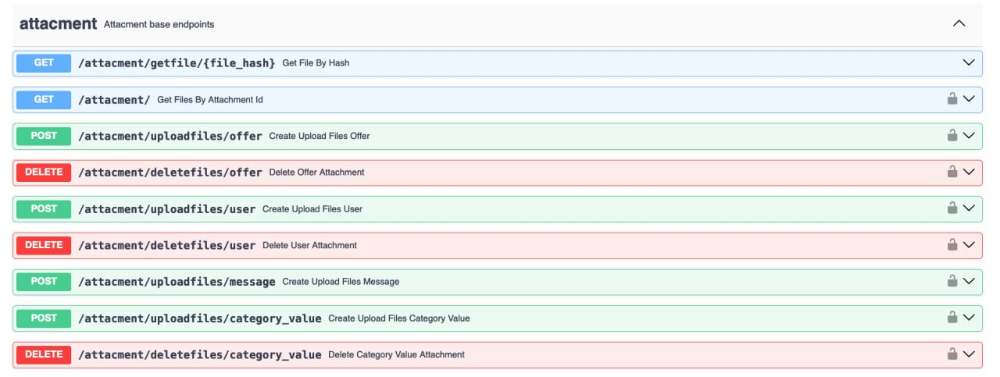 attacment Attacment base endpoints
GET /attacment/getfile/{file_hash} Get File By Hash
GET /attacment/ Get Files By Attachment Id
POST /attacment/uploadfiles/offer Create Upload Files Offer
DELETE /attacment/deletefiles/offer Delete Offer Attachment
POST /attacment/uploadfiles/user Create Upload Files User
DELETE /attacment/deletefiles/user Delete User Attachment
POST /attacment/uploadfiles/message Create Upload Files Message
POST /attacment/uploadfiles/category_value Create Upload Files Category Value
DELETE /attacment/deletefiles/category_value Delete Category Value Attachment